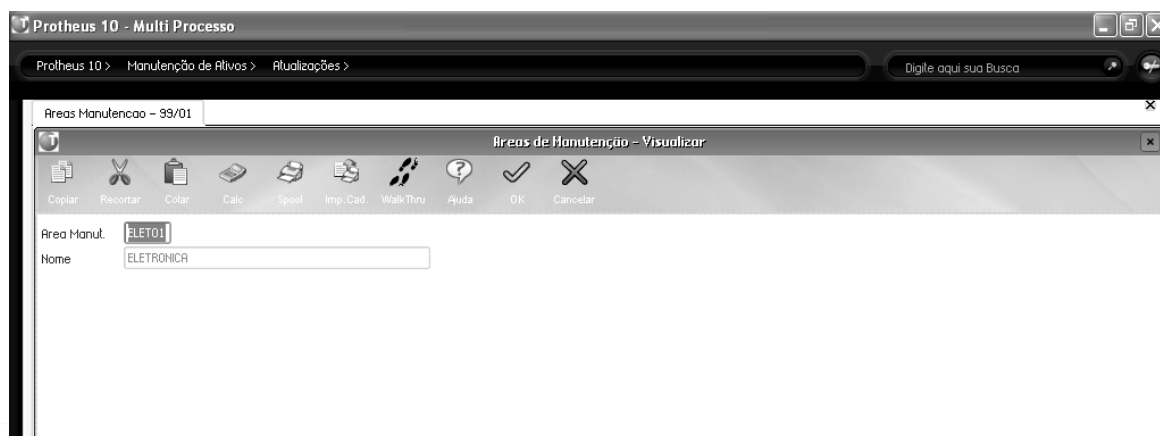 Protheus 10 - Multi Processo
Protheus 10 > Manutenção de Ativos > Atualizações >
Digite aqui sua Busca
Areas Manutencao - 99/01
Areas de Manutenção - Visualizar
Copiar Recortar Colar Calc Spool Imp.Cad. WalkThru Ajuda OK Cancelar
Area Manut. ELET01
Nome ELETRONICA